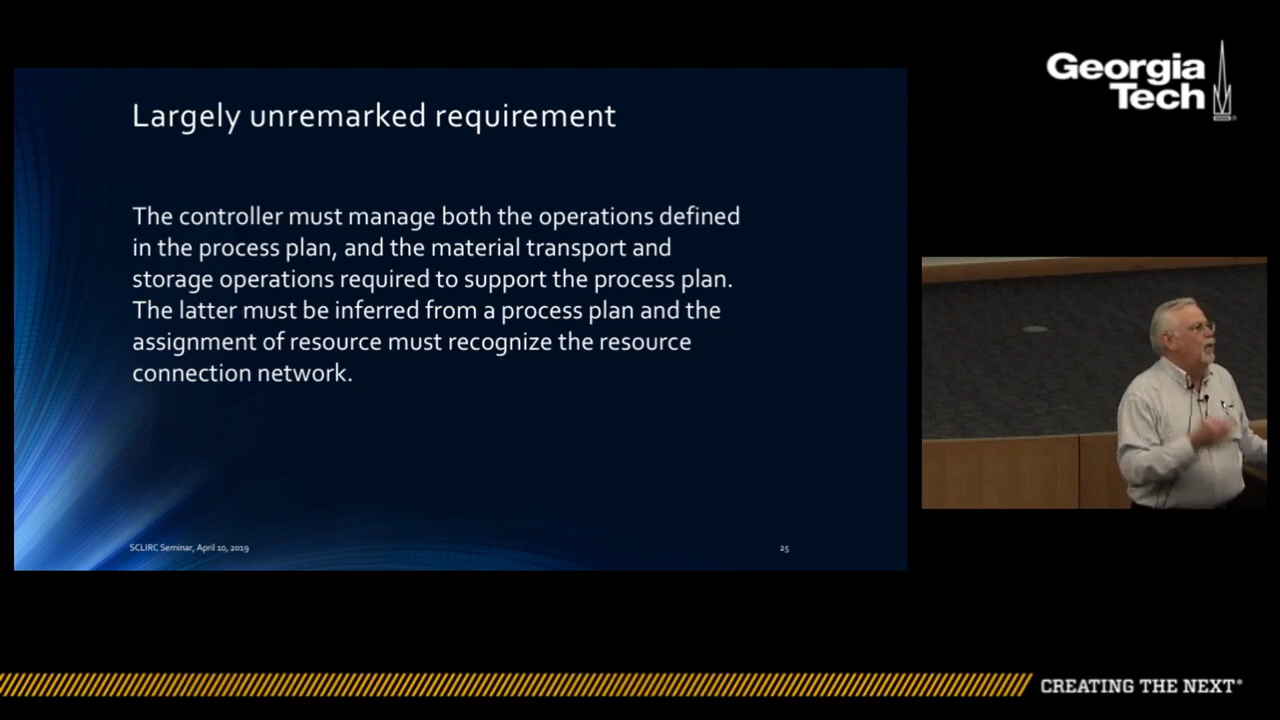 Georgia
Tech
Largely unremarked requirement
The controller must manage both the operations defined
in the process plan, and the material transport and
storage operations required to support the process plan.
The latter must be inferred from a process plan and the
assignment of resource must recognize the resource
connection network.
SCLIRC Seminar, April 10, 2019
25
CREATING THE NEXT®